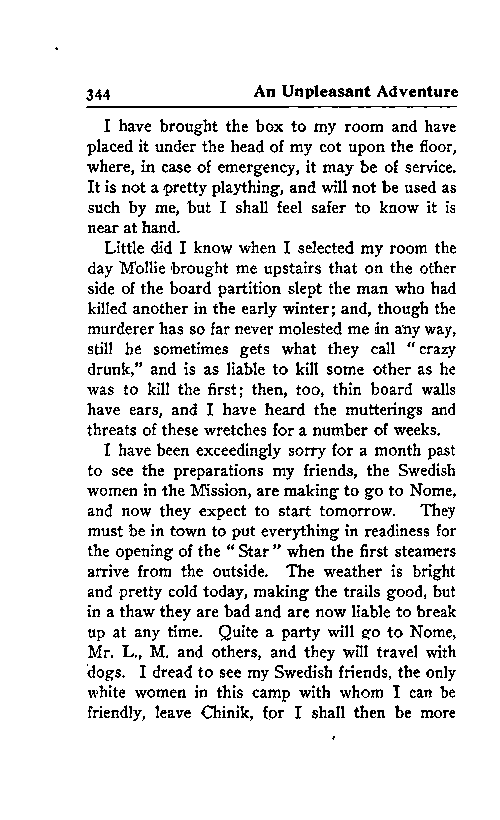 344 An Unpleasant Adventure
I have brought the box to my room and have
placed it under the head of my cot upon the floor,
where, in case of emergency, it may be of service.
It is not a pretty plaything, and will not be used as
such by me, but I shall feel safer to know it is
near at hand.
Little did I know when I selected my room the
day Mollie brought me upstairs that on the other
side of the board partition slept the man who had
killed another in the early winter; and, though the
murderer has so far never molested me in any way,
still he sometimes gets what they call "crazy
drunk," and is as liable to kill some other as he
was to kill the first; then, too, thin board walls
have ears, and I have heard the mutterings and
threats of these wretches for a number of weeks.
I have been exceedingly sorry for a month past
to see the preparations my friends, the Swedish
women in the Mission, are making to go to Nome,
and now they expect to start tomorrow. They
must be in town to put everything in readiness for
the opening of the "Star" when the first steamers
arrive from the outside. The weather is bright
and pretty cold today, making the trails good, but
in a thaw they are bad and are now liable to break
up at any time. Quite a party will go to Nome,
Mr. L., M. and others, and they will travel with
dogs. I dread to see my Swedish friends, the only
white women in this camp with whom I can be
friendly, leave Chinik, for I shall then be more